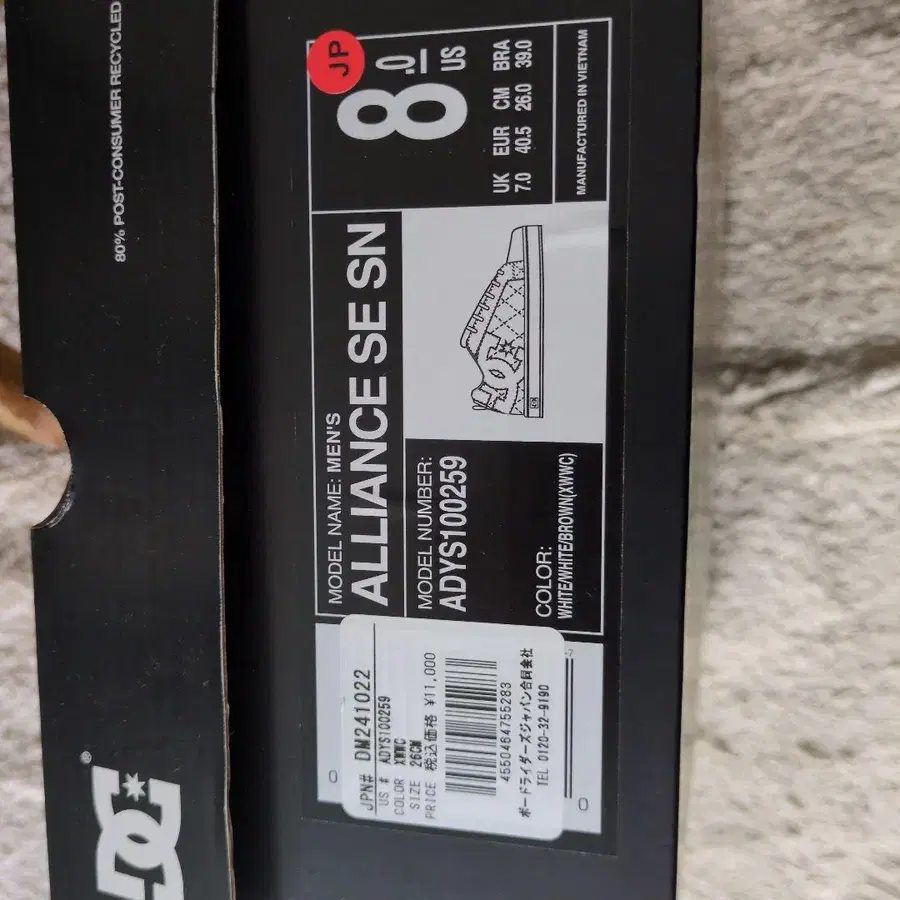 80% POST-CONSUMER RECYCLED
DC®
MODEL NAME: MEN'S
ALLIANCE SE SN
MODEL NUMBER:
ADYS100259
COLOR:
WHITE/WHITE/BROWN(XWWC)
JP
8.0
US
UK EUR CM BRA
7.0 40.5 26.0 39.0
MANUFACTURED IN VIETNAM
JPN# DM241022
US # ADYS100259
COLOR XWWC
SIZE 26CM
PRICE 税込価格 ¥11,000
4550464755283
ボードライダーズジャパン合同会社
TEL 0120-32-9190
0
0
-7